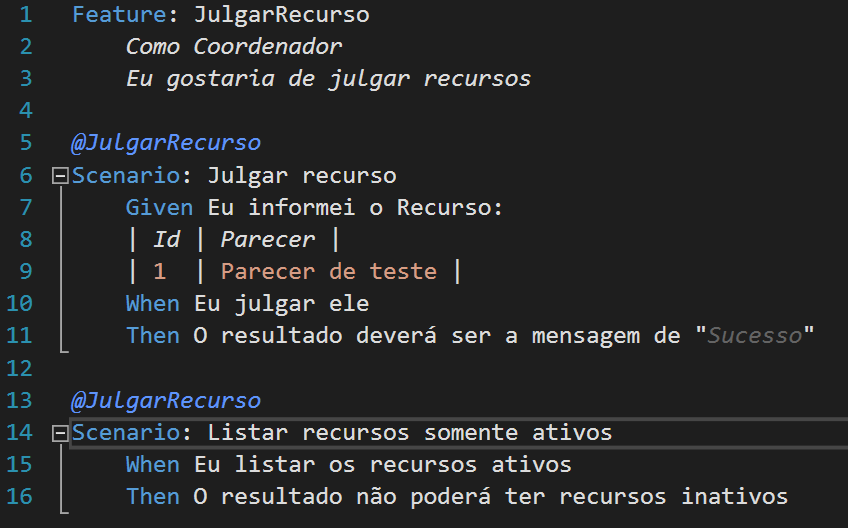 1 Feature: JulgarRecurso
2 Como Coordenador
3 Eu gostaria de julgar recursos
4
5 @JulgarRecurso
6 Scenario: Julgar recurso
7 Given Eu informei o Recurso:
8 | Id | Parecer |
9 | 1 | Parecer de teste |
10 When Eu julgar ele
11 Then O resultado deverá ser a mensagem de "Sucesso"
12
13 @JulgarRecurso
14 Scenario: Listar recursos somente ativos
15 When Eu listar os recursos ativos
16 Then O resultado não poderá ter recursos inativos